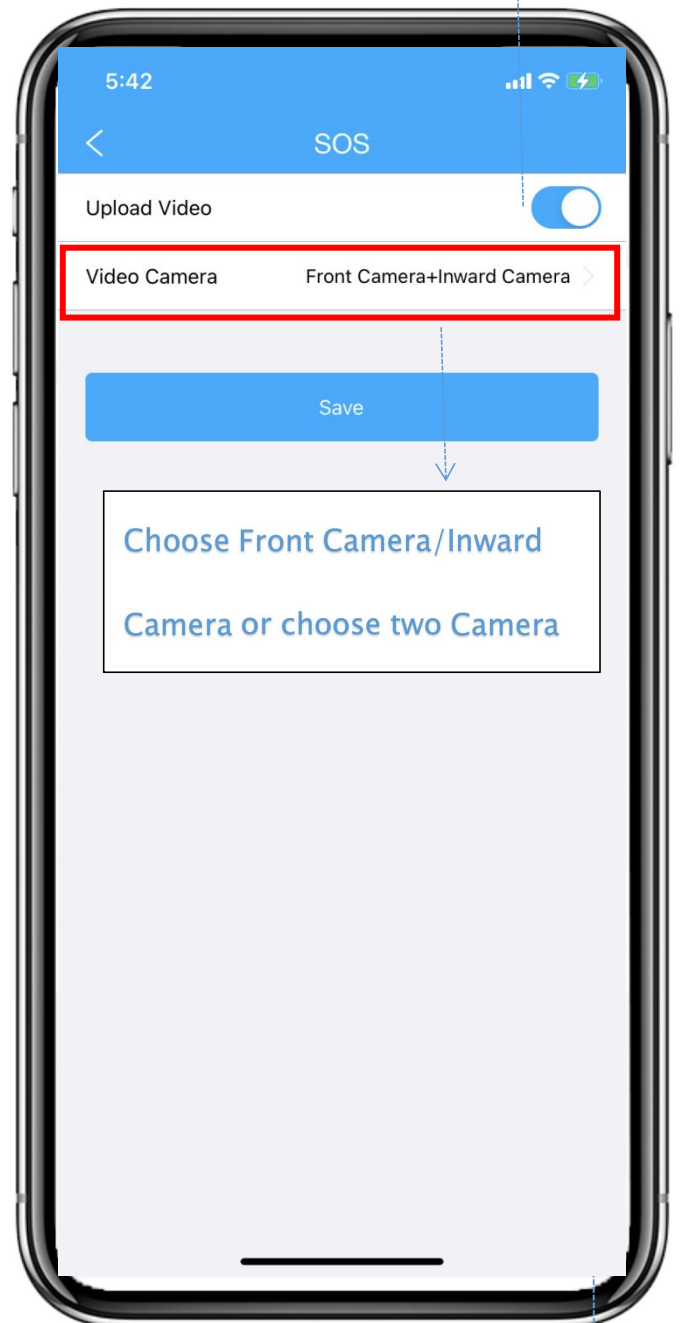 5:42
SOS
Upload Video
Video Camera Front Camera+Inward Camera
Save
Choose Front Camera/Inward
Camera or choose two Camera